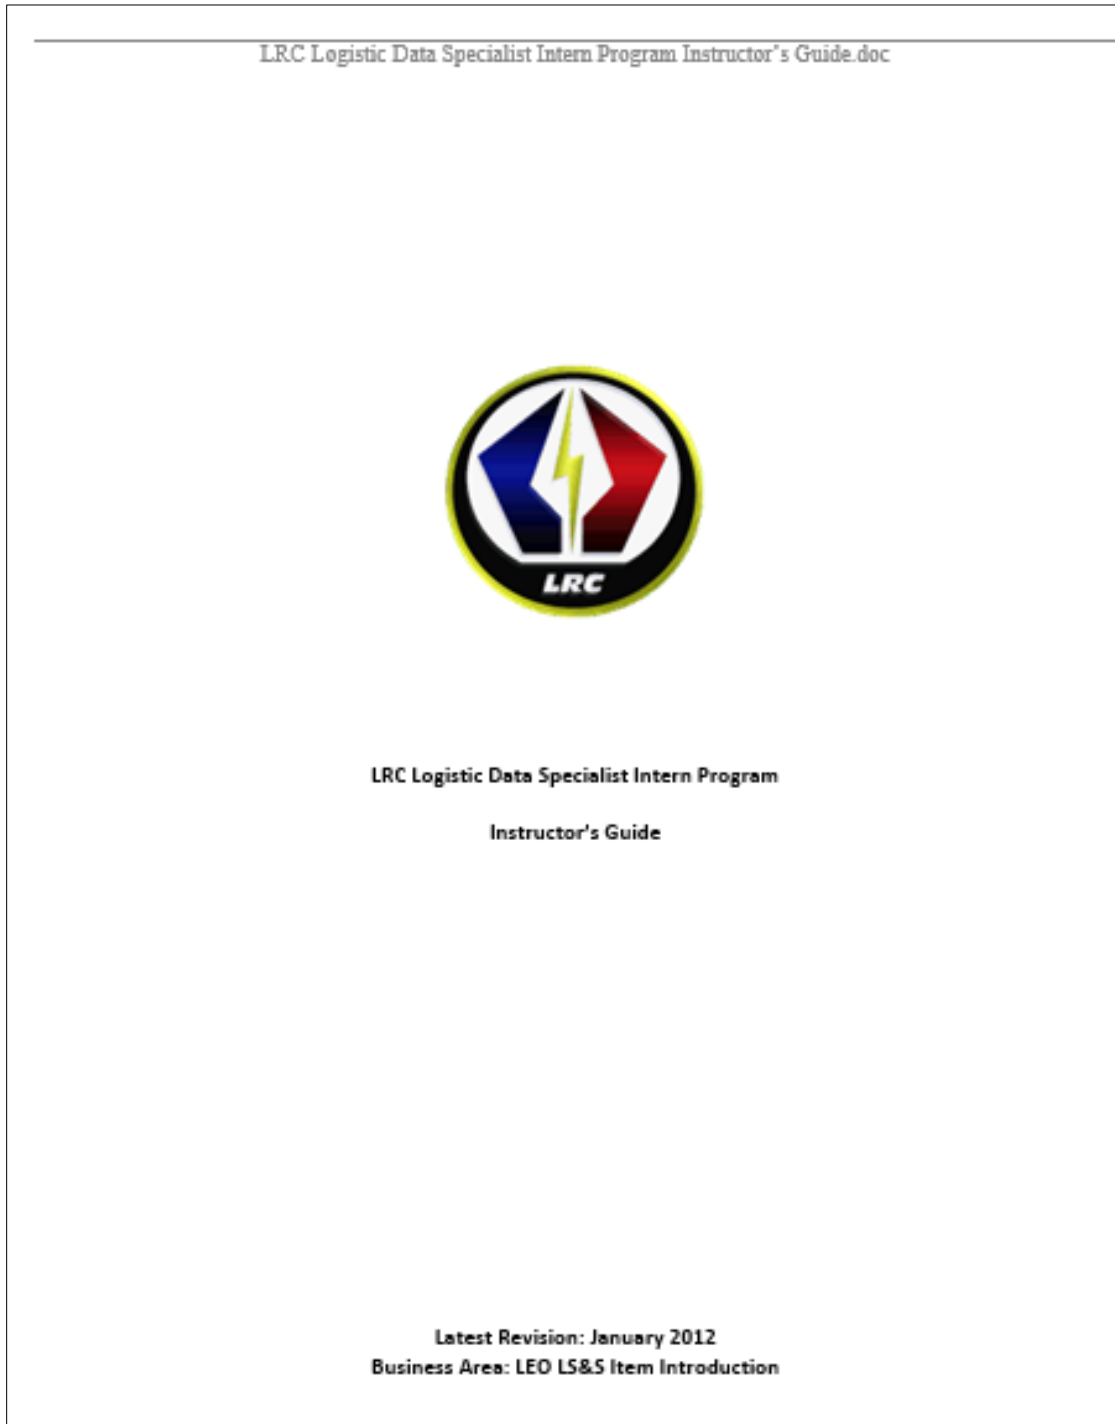 LRC Logistic Data Specialist Intern Program Instructor's Guide.doc
LRC
LRC Logistic Data Specialist Intern Program
Instructor's Guide
Latest Revision: January 2012
Business Area: LEO LS&S Item Introduction